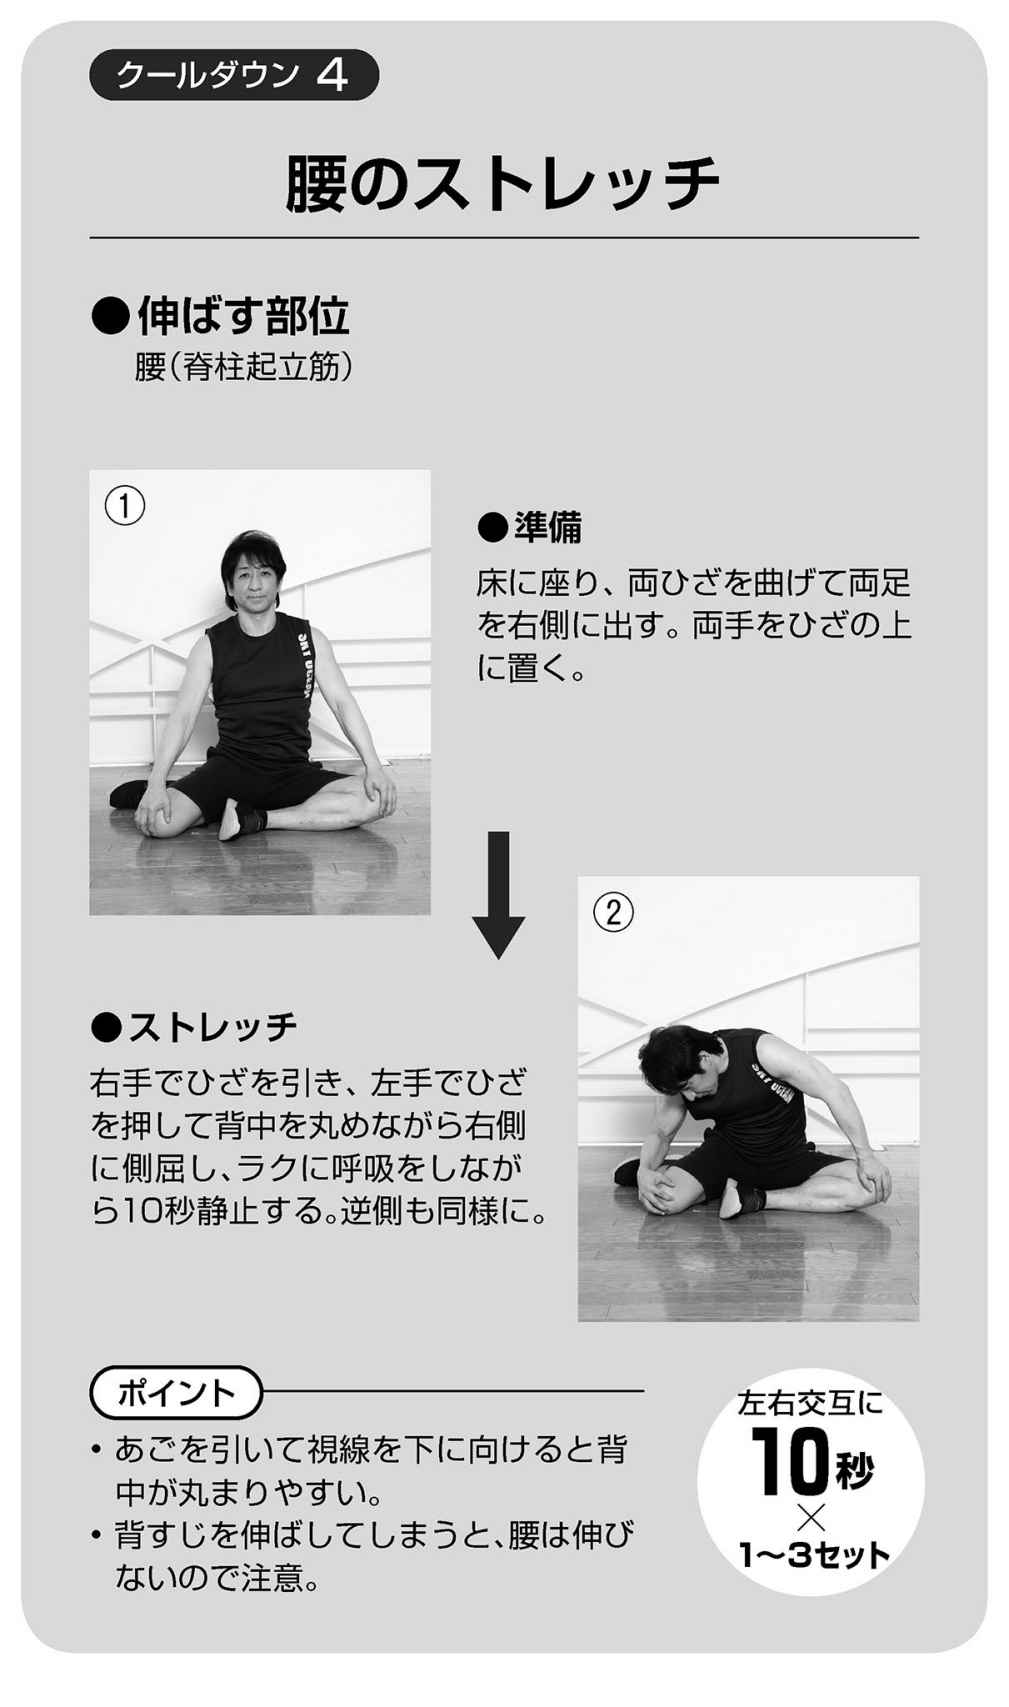 クールダウン 4
腰のストレッチ
●伸ばす部位
腰（脊柱起立筋）
①
●準備
床に座り、両ひざを曲げて両足
を右側に出す。両手をひざの上
に置く。
②
●ストレッチ
右手でひざを引き、左手でひざ
を押して背中を丸めながら右側
に側屈し、ラクに呼吸をしなが
ら10秒静止する。逆側も同様に。
ポイント
・あごを引いて視線を下に向けると背
中が丸まりやすい。
・背すじを伸ばしてしまうと、腰は伸び
ないので注意。
左右交互に
10秒
×
1〜3セット